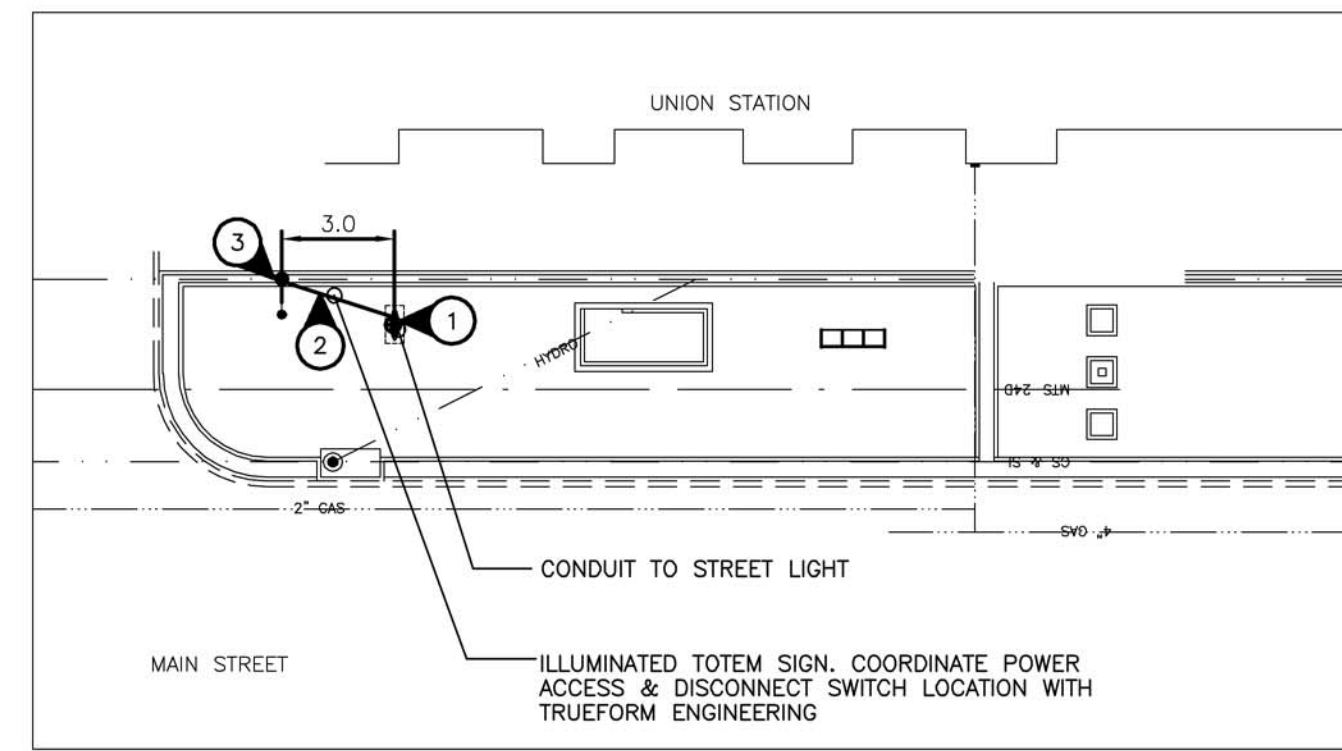 UNION STATION
3.0
3
1
2
HYDRO
MTS 24D
CS & SL
2" GAS
4" GAS
CONDUIT TO STREET LIGHT
MAIN STREET
ILLUMINATED TOTEM SIGN. COORDINATE POWER
ACCESS & DISCONNECT SWITCH LOCATION WITH
TRUEFORM ENGINEERING